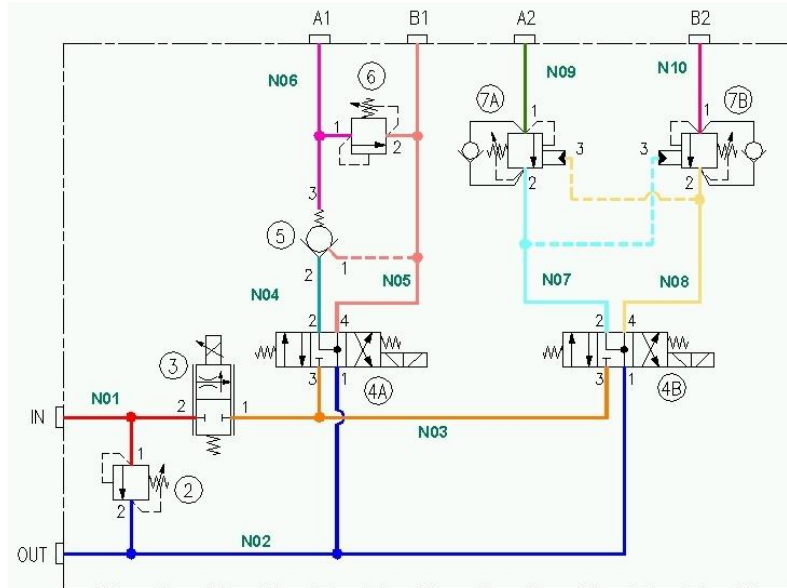 A1 B1 A2 B2
N06 6 N09 N10
7A 7B
1 2 1 3 3 1
2 2
3
5 1
2
N04 N05 N07 N08
2 4 2 4
3 3 1 3 1
4A 4B
N01
IN 2 1 N03
1
2 2
N02
OUT